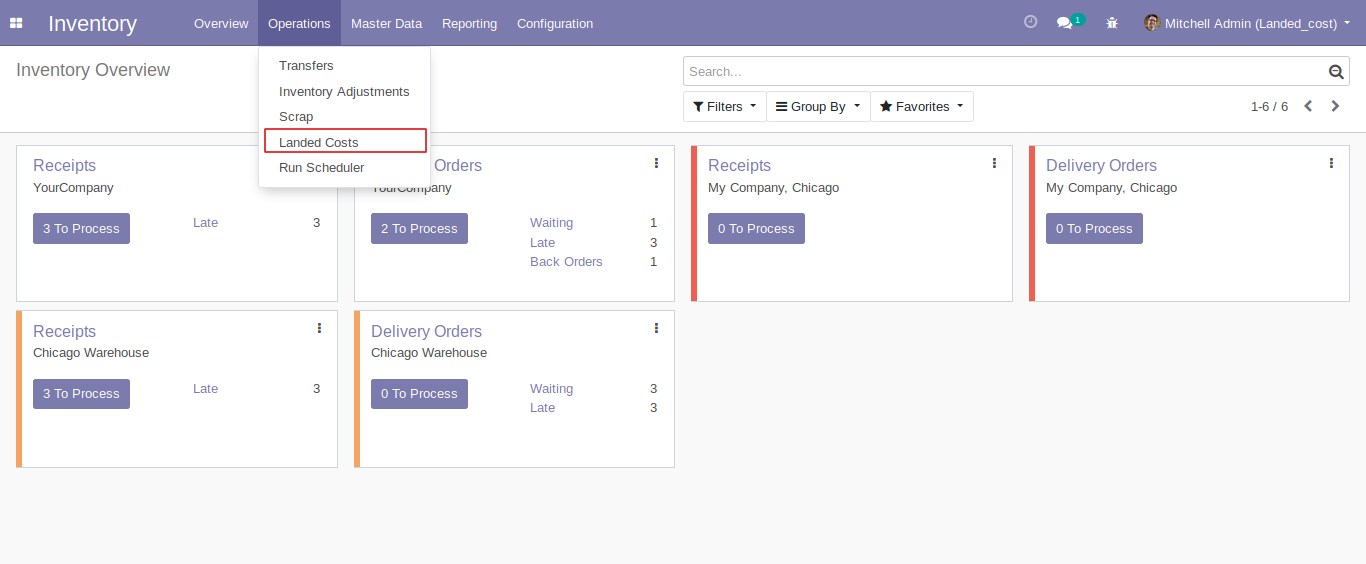 Inventory Overview Operations Master Data Reporting Configuration 1 Mitchell Admin (Landed_cost)
Inventory Overview
Transfers
Inventory Adjustments
Scrap
Landed Costs
Run Scheduler
Search...
Filters Group By Favorites 1-6 / 6
Receipts
YourCompany
3 To Process Late 3
Orders
YourCompany
2 To Process Waiting 1
Late 3
Back Orders 1
Receipts
My Company, Chicago
0 To Process
Delivery Orders
My Company, Chicago
0 To Process
Receipts
Chicago Warehouse
3 To Process Late 3
Delivery Orders
Chicago Warehouse
0 To Process Waiting 3
Late 3